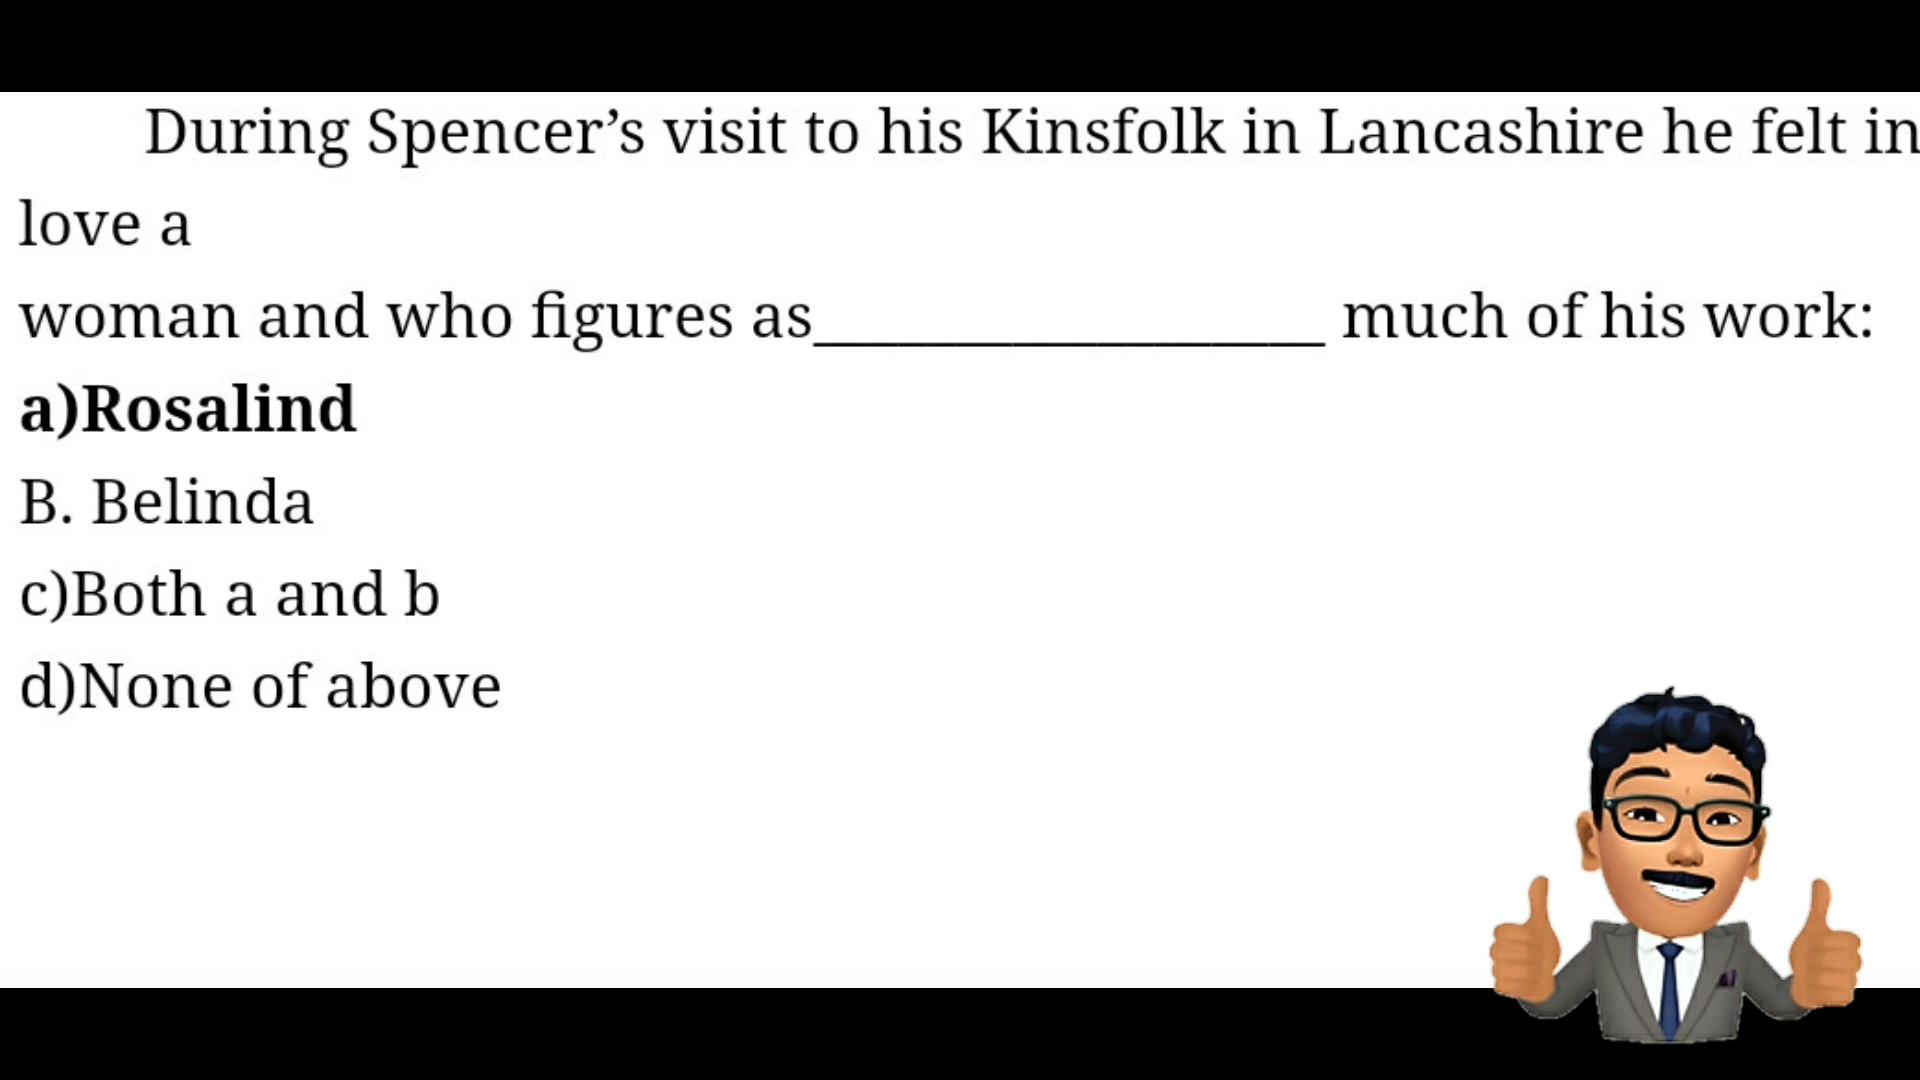 During Spencer’s visit to his Kinsfolk in Lancashire he felt in
love a
woman and who figures as__________________ much of his work:
a)Rosalind
B. Belinda
c)Both a and b
d)None of above